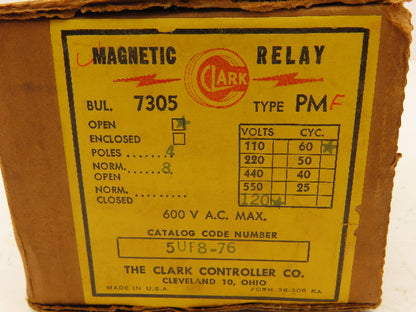 MAGNETIC CLARK RELAY
BUL. 7305 TYPE PMF
OPEN
ENCLOSED
POLES ...... 4
NORM. OPEN ...... 8
NORM. CLOSED .........
VOLTS CYC.
110 60
220 50
440 40
550 25
120
600 V A.C. MAX.
CATALOG CODE NUMBER
5UF8-76
THE CLARK CONTROLLER CO.
CLEVELAND 10, OHIO
MADE IN U.S.A FORM 36-308 KA